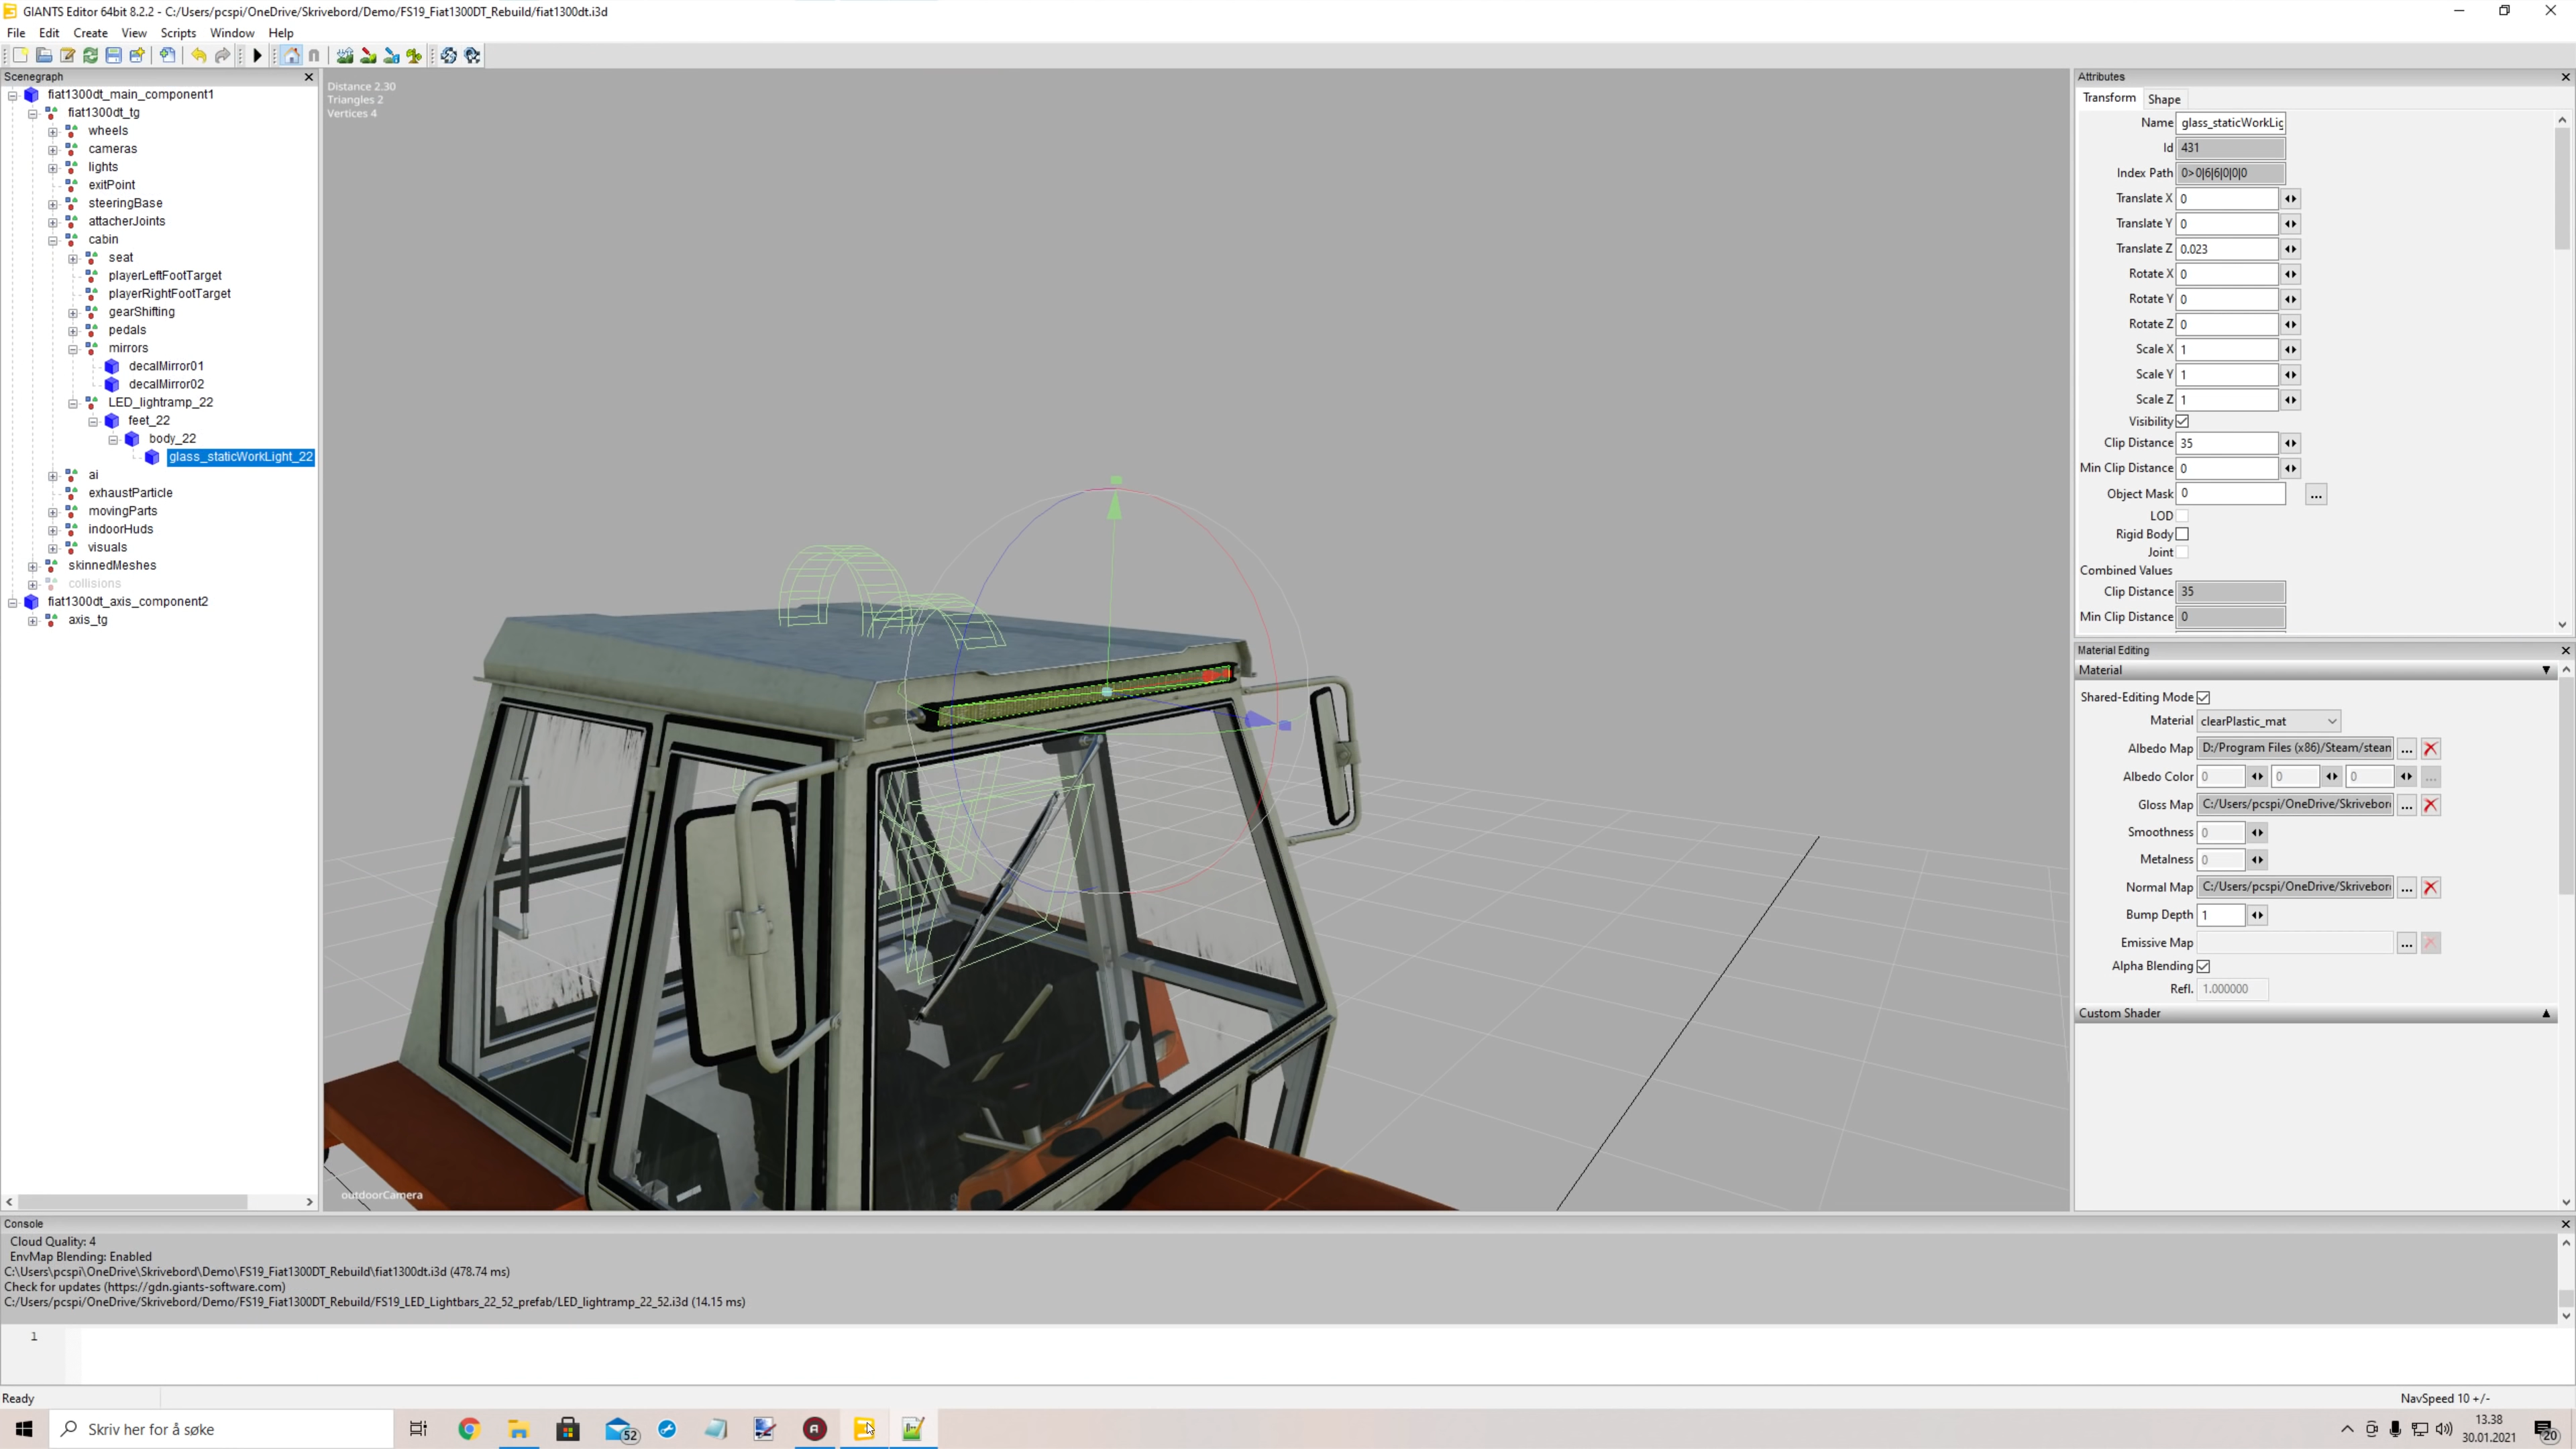 GIANTS Editor 64bit 8.2.2 - C:/Users/pcspi/OneDrive/Skrivebord/Demo/FS19_Fiat1300DT_Rebuild/fiat1300dt.i3d
File Edit Create View Scripts Window Help
Scenegraph
fiat1300dt_main_component1
fiat1300dt_tg
wheels
cameras
lights
exitPoint
steeringBase
attacherJoints
cabin
seat
playerLeftFootTarget
playerRightFootTarget
gearShifting
pedals
mirrors
decalMirror01
decalMirror02
LED_lightramp_22
feet_22
body_22
glass_staticWorkLight_22
ai
exhaustParticle
movingParts
indoorHuds
visuals
skinnedMeshes
collisions
fiat1300dt_axis_component2
axis_tg
Distance 2.30
Triangles 2
Vertices 4
outdoorCamera
Attributes
Transform Shape
Name glass_staticWorkLig
Id 431
Index Path 0>0|6|6|0|0|0
Translate X 0
Translate Y 0
Translate Z 0.023
Rotate X 0
Rotate Y 0
Rotate Z 0
Scale X 1
Scale Y 1
Scale Z 1
Visibility
Clip Distance 35
Min Clip Distance 0
Object Mask 0 ...
LOD
Rigid Body
Joint
Combined Values
Clip Distance 35
Min Clip Distance 0
Material Editing
Material
Shared-Editing Mode
Material clearPlastic_mat
Albedo Map D:/Program Files (x86)/Steam/stean ...
Albedo Color 0 0 0 ...
Gloss Map C:/Users/pcspi/OneDrive/Skrivebord ...
Smoothness 0
Metalness 0
Normal Map C:/Users/pcspi/OneDrive/Skrivebord ...
Bump Depth 1
Emissive Map ...
Alpha Blending
Refl. 1.000000
Custom Shader
Console
Cloud Quality: 4
EnvMap Blending: Enabled
C:\Users\pcspi\OneDrive\Skrivebord\Demo\FS19_Fiat1300DT_Rebuild\fiat1300dt.i3d (478.74 ms)
Check for updates (https://gdn.giants-software.com)
C:/Users/pcspi/OneDrive/Skrivebord/Demo/FS19_Fiat1300DT_Rebuild/FS19_LED_Lightbars_22_52_prefab/LED_lightramp_22_52.i3d (14.15 ms)
1
Ready
NavSpeed 10 +/-
Skriv her for å søke
52
13.38
30.01.2021
20